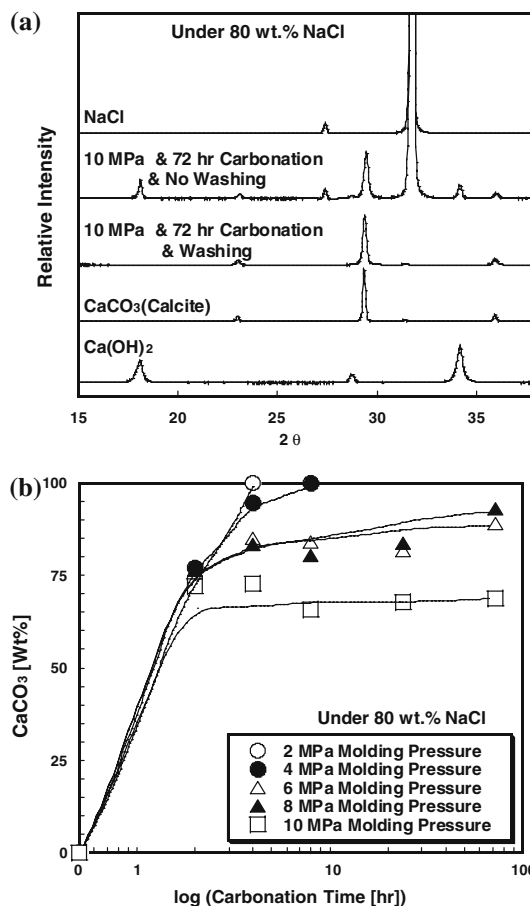 (a)
Under 80 wt.% NaCl
Relative Intensity
NaCl
10 MPa & 72 hr Carbonation
& No Washing
10 MPa & 72 hr Carbonation
& Washing
CaCO3(Calcite)
Ca(OH)2
15 20 25 30 35
2 θ
(b)
100
75
50
25
0
CaCO3 [Wt%]
Under 80 wt.% NaCl
2 MPa Molding Pressure
4 MPa Molding Pressure
6 MPa Molding Pressure
8 MPa Molding Pressure
10 MPa Molding Pressure
0 1 10 100
log (Carbonation Time [hr])